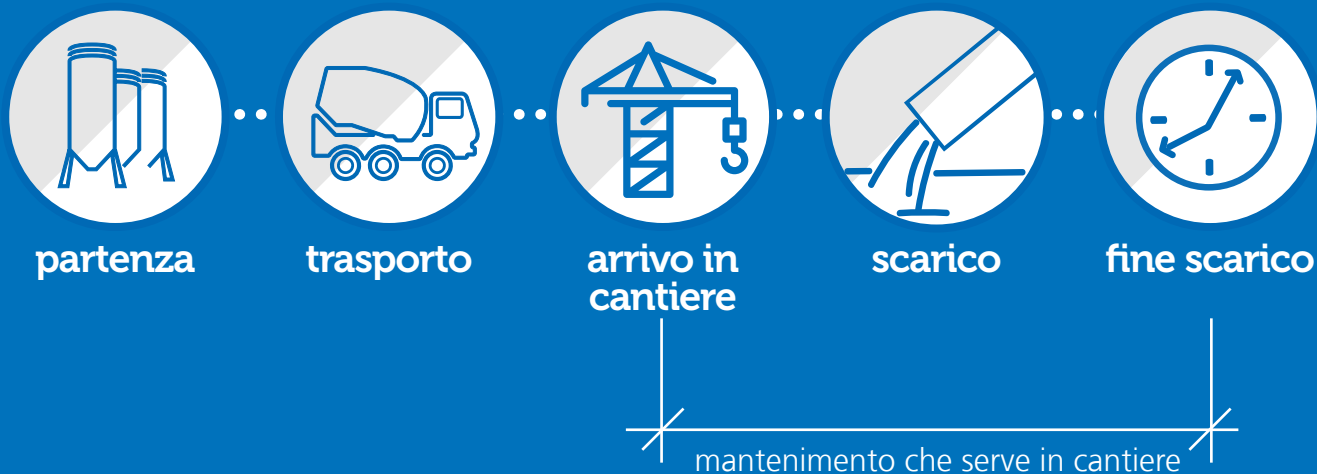 partenza
trasporto
arrivo in
cantiere
scarico
fine scarico
mantenimento che serve in cantiere